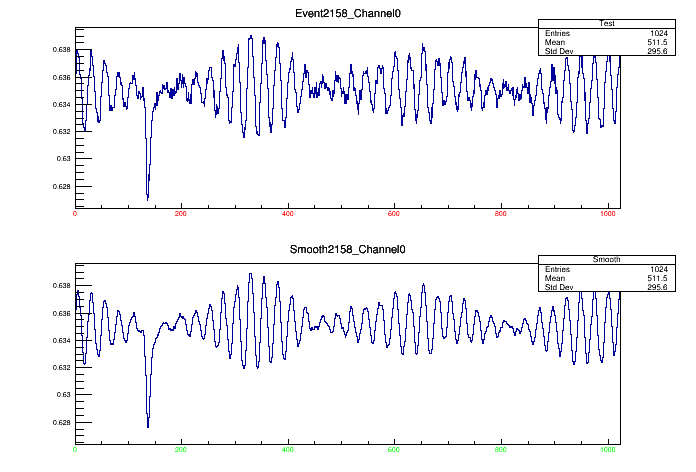 Event2158_Channel0
Test
Entries 1024
Mean 511.5
Std Dev 295.6
0.638
0.636
0.634
0.632
0.63
0.628
0 200 400 600 800 1000
Smooth2158_Channel0
Smooth
Entries 1024
Mean 511.5
Std Dev 295.6
0.638
0.636
0.634
0.632
0.63
0.628
0 200 400 600 800 1000